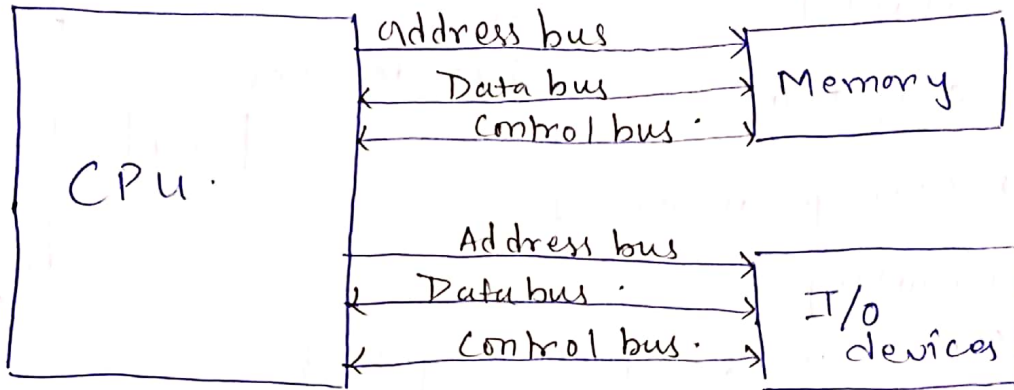 address bus
Data bus
Memory
Control bus.
CPU.
Address bus
Data bus.
I/o
devices
Control bus.